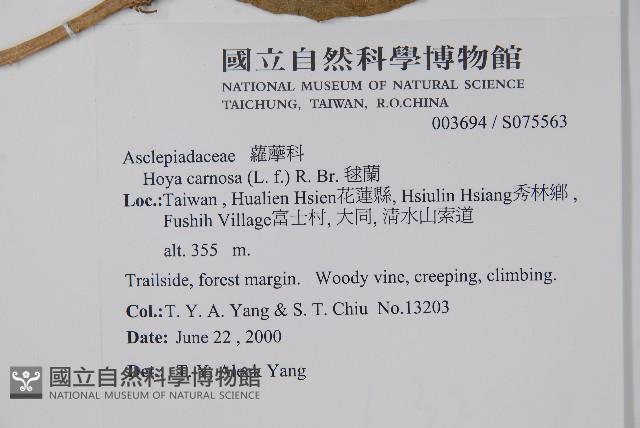 國立自然科學博物館
NATIONAL MUSEUM OF NATURAL SCIENCE
TAICHUNG, TAIWAN, R.O.CHINA
003694 / S075563
Asclepiadaceae 蘿藦科
Hoya carnosa (L. f.) R. Br. 毬蘭
Loc.:Taiwan , Hualien Hsien花蓮縣, Hsiulin Hsiang秀林鄉 ,
Fushih Village富士村, 大同, 清水山索道
alt. 355 m.
Trailside, forest margin. Woody vine, creeping, climbing.
Col.:T. Y. A. Yang & S. T. Chiu No.13203
Date: June 22 , 2000
Det.: T. Y. Aleck Yang
國立自然科學博物館
NATIONAL MUSEUM OF NATURAL SCIENCE